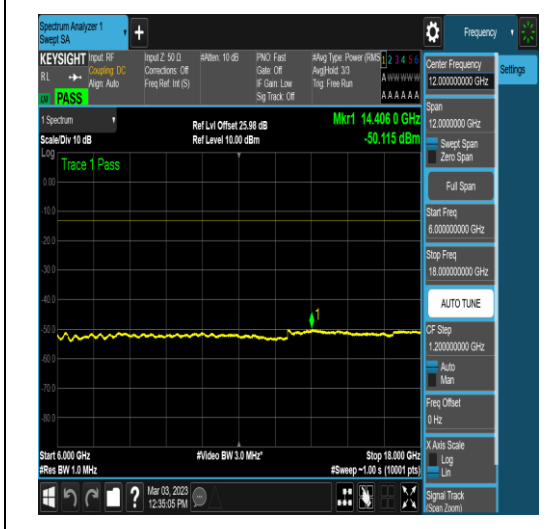 Spectrum Analyzer 1
Swept SA
+
Frequency
KEYSIGHT
RL
PASS
Input: RF
Coupling: DC
Align: Auto
Input Z: 50 Ω
Corrections: Off
Freq Ref: Int (S)
#Atten: 10 dB
PNO: Fast
Gate: Off
IF Gain: Low
Sig Track: Off
#Avg Type: Power (RMS
Avg|Hold: 3/3
Trig: Free Run
1 2 3 4 5 6
A W W W W W
A A A A A A
Settings
1 Spectrum
Scale/Div 10 dB
Log
Ref Lvl Offset 25.98 dB
Ref Level 10.00 dBm
Mkr1 14.406 0 GHz
-50.115 dBm
Trace 1 Pass
0.00
-10.0
-20.0
-30.0
-40.0
-50.0
-60.0
-70.0
-80.0
1
Start 6.000 GHz
#Res BW 1.0 MHz
#Video BW 3.0 MHz*
Stop 18.000 GHz
#Sweep ~1.00 s (10001 pts)
?
Mar 03, 2023
12:35:05 PM
Center Frequency
12.000000000 GHz
Span
12.0000000 GHz
Swept Span
Zero Span
Full Span
Start Freq
6.000000000 GHz
Stop Freq
18.000000000 GHz
AUTO TUNE
CF Step
1.200000000 GHz
Auto
Man
Freq Offset
0 Hz
X Axis Scale
Log
Lin
Signal Track
(Span Zoom)